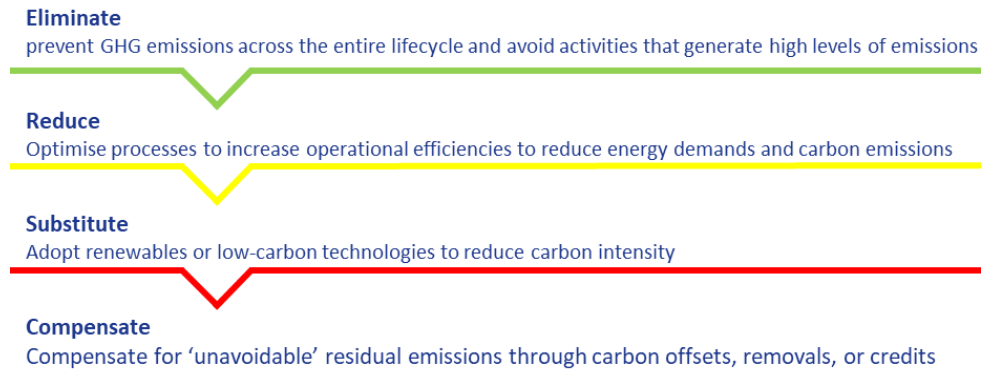 Eliminate
prevent GHG emissions across the entire lifecycle and avoid activities that generate high levels of emissions
Reduce
Optimise processes to increase operational efficiencies to reduce energy demands and carbon emissions
Substitute
Adopt renewables or low-carbon technologies to reduce carbon intensity
Compensate
Compensate for ‘unavoidable’ residual emissions through carbon offsets, removals, or credits